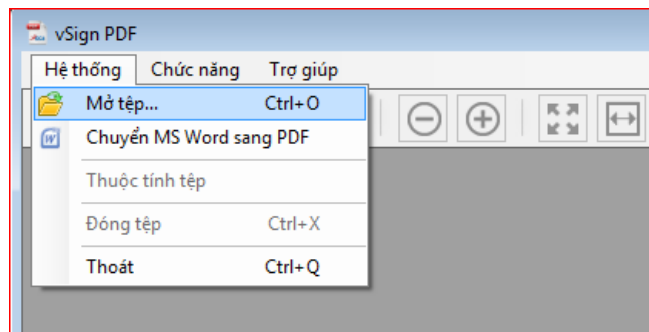 vSign PDF
Hệ thống Chức năng Trợ giúp
Mở tệp... Ctrl+O
Chuyển MS Word sang PDF
Thuộc tính tệp
Đóng tệp Ctrl+X
Thoát Ctrl+Q